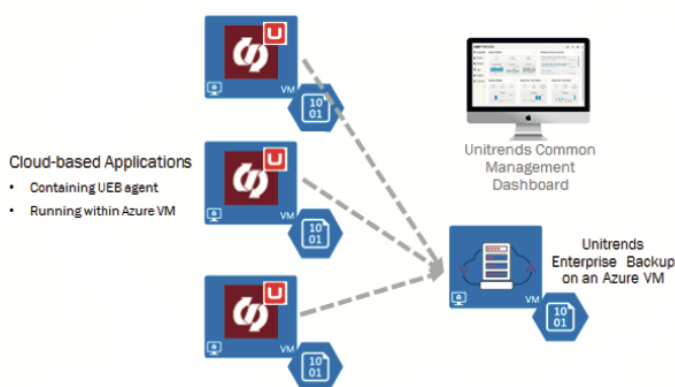 U
VM
10
01
Cloud-based Applications
• Containing UEB agent
• Running within Azure VM
U
VM
10
01
U
VM
10
01
Unitrends Common
Management
Dashboard
Unitrends
Enterprise Backup
on an Azure VM
VM
10
01